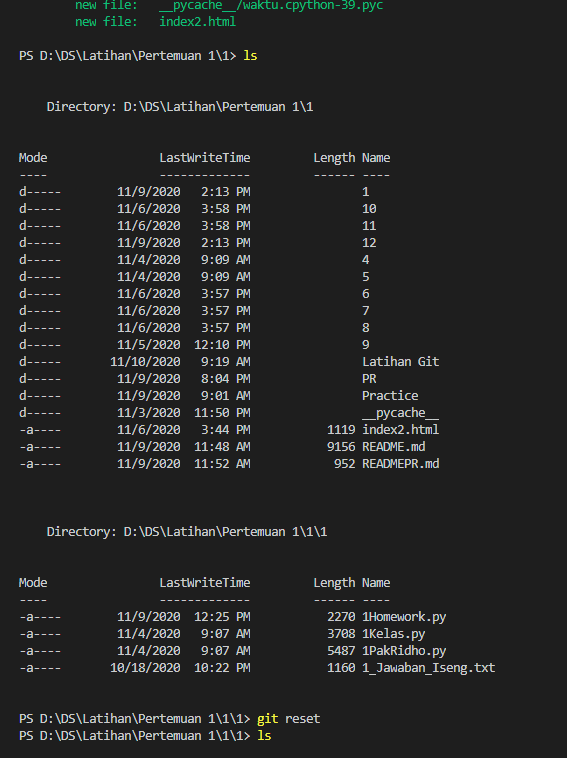 new file:   __pycache__/waktu.cpython-39.pyc
new file:   index2.html
PS D:\DS\Latihan\Pertemuan 1\1> ls
Directory: D:\DS\Latihan\Pertemuan 1\1
Mode                LastWriteTime         Length Name
----                -------------         ------ ----
d-----        11/9/2020   2:13 PM                1
d-----        11/6/2020   3:58 PM                10
d-----        11/6/2020   3:58 PM                11
d-----        11/9/2020   2:13 PM                12
d-----        11/4/2020   9:09 AM                4
d-----        11/4/2020   9:09 AM                5
d-----        11/6/2020   3:57 PM                6
d-----        11/6/2020   3:57 PM                7
d-----        11/6/2020   3:57 PM                8
d-----        11/5/2020  12:10 PM                9
d-----       11/10/2020   9:19 AM                Latihan Git
d-----        11/9/2020   8:04 PM                PR
d-----        11/9/2020   9:01 AM                Practice
d-----        11/3/2020  11:50 PM                __pycache__
-a----        11/6/2020   3:44 PM           1119 index2.html
-a----        11/9/2020  11:48 AM           9156 README.md
-a----        11/9/2020  11:52 AM            952 READMEPR.md
Directory: D:\DS\Latihan\Pertemuan 1\1\1
Mode                LastWriteTime         Length Name
----                -------------         ------ ----
-a----        11/9/2020  12:25 PM           2270 1Homework.py
-a----        11/4/2020   9:07 AM           3708 1Kelas.py
-a----        11/4/2020   9:07 AM           5487 1PakRidho.py
-a----       10/18/2020  10:22 PM           1160 1_Jawaban_Iseng.txt
PS D:\DS\Latihan\Pertemuan 1\1\1> git reset
PS D:\DS\Latihan\Pertemuan 1\1\1> ls